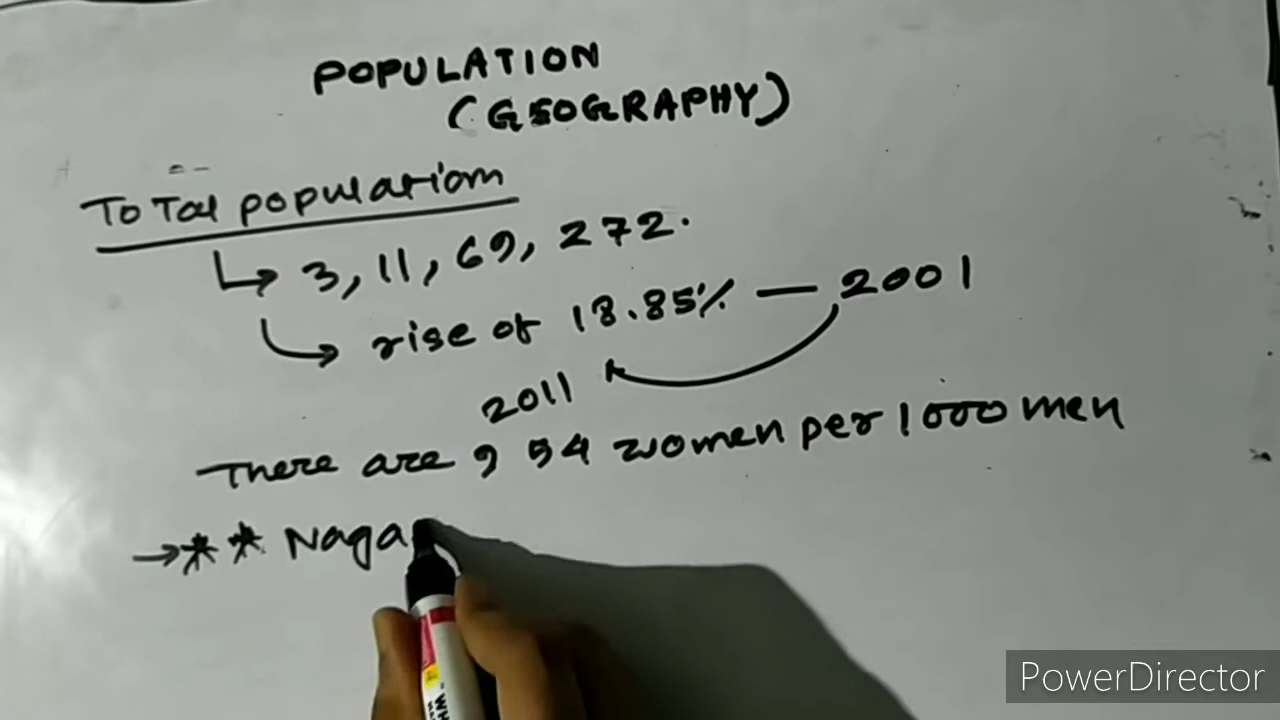 POPULATION
(GEOGRAPHY)
Total population
3, 11, 69, 272.
rise of 18.85% — 2001
2011
There are 954 women per 1000 men
→ ** Naga
PowerDirector